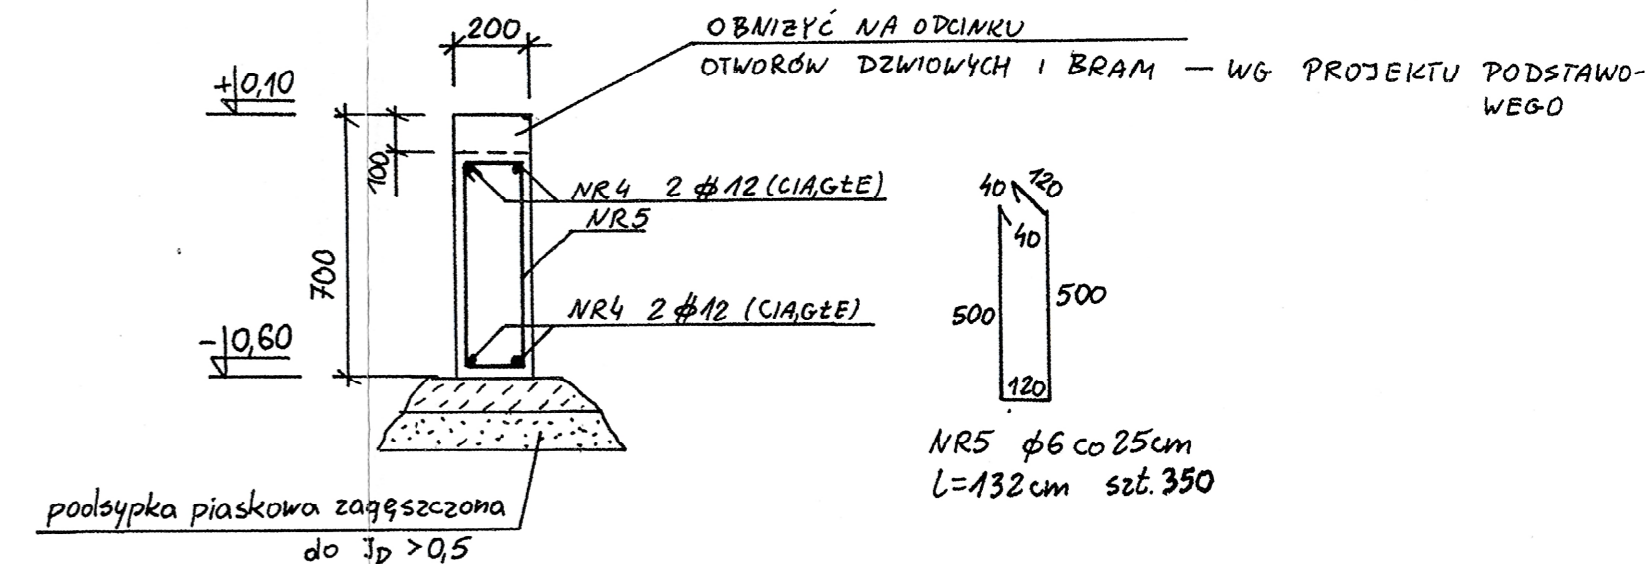 200
OBNIŻYĆ NA ODCINKU
OTWORÓW DZWIOWYCH I BRAM — WG PROJEKTU PODSTAWO-
WEGO
+0,10
100
700
NR4 2 #12 (CIĄGŁE)
NR5
NR4 2 #12 (CIĄGŁE)
-0,60
40 120
40
500
500
120
NR5 ϕ6 co 25cm
l=132cm szt. 350
podsypka piaskowa zagęszczona
do I_D >0,5